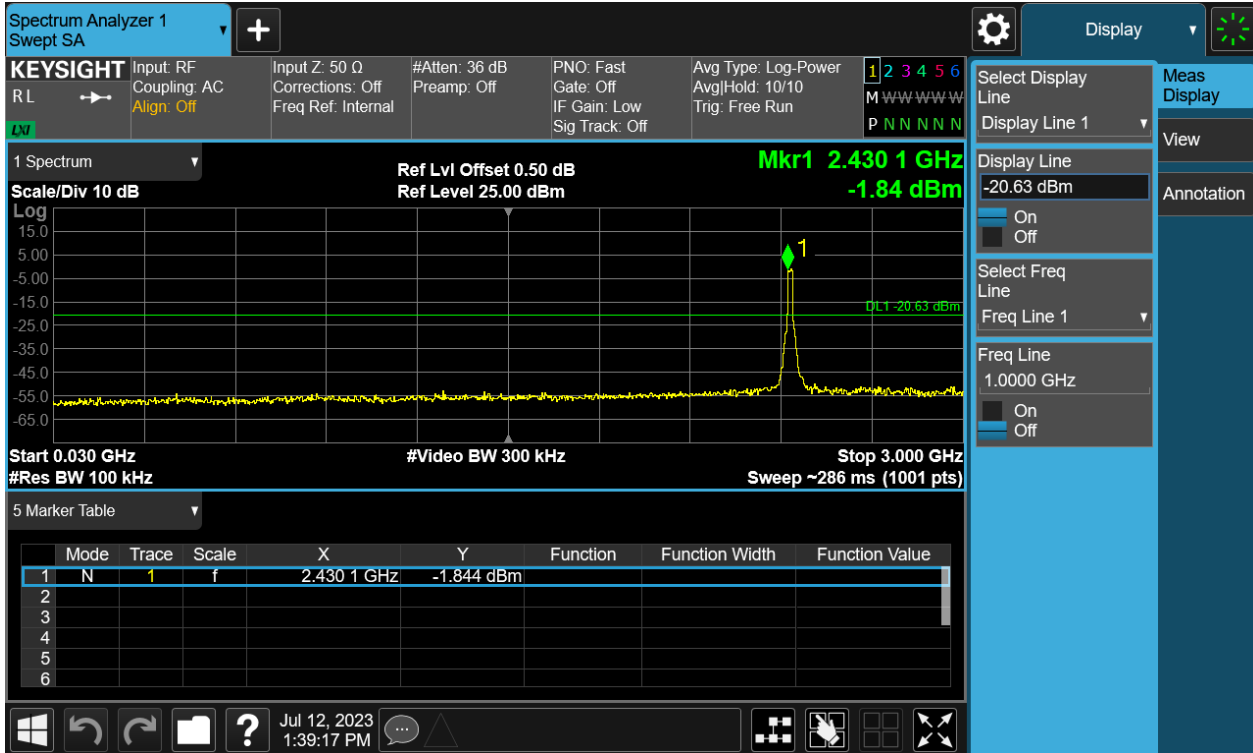 Spectrum Analyzer 1
Swept SA
+
Display
KEYSIGHT
RL
LXI
Input: RF
Coupling: AC
Align: Off
Input Z: 50 Ω
Corrections: Off
Freq Ref: Internal
#Atten: 36 dB
Preamp: Off
PNO: Fast
Gate: Off
IF Gain: Low
Sig Track: Off
Avg Type: Log-Power
Avg|Hold: 10/10
Trig: Free Run
1 2 3 4 5 6
M W W W W W
P N N N N N
1 Spectrum
Scale/Div 10 dB
Ref Lvl Offset 0.50 dB
Ref Level 25.00 dBm
Mkr1 2.430 1 GHz
-1.84 dBm
Log
15.0
5.00
-5.00
-15.0
-25.0
-35.0
-45.0
-55.0
-65.0
1
DL1 -20.63 dBm
Start 0.030 GHz
#Res BW 100 kHz
#Video BW 300 kHz
Stop 3.000 GHz
Sweep ~286 ms (1001 pts)
5 Marker Table
Mode Trace Scale X Y Function Function Width Function Value
1 N 1 f 2.430 1 GHz -1.844 dBm
2
3
4
5
6
Select Display
Line
Display Line 1
Display Line
-20.63 dBm
On
Off
Select Freq
Line
Freq Line 1
Freq Line
1.0000 GHz
On
Off
Meas
Display
View
Annotation
?
Jul 12, 2023
1:39:17 PM